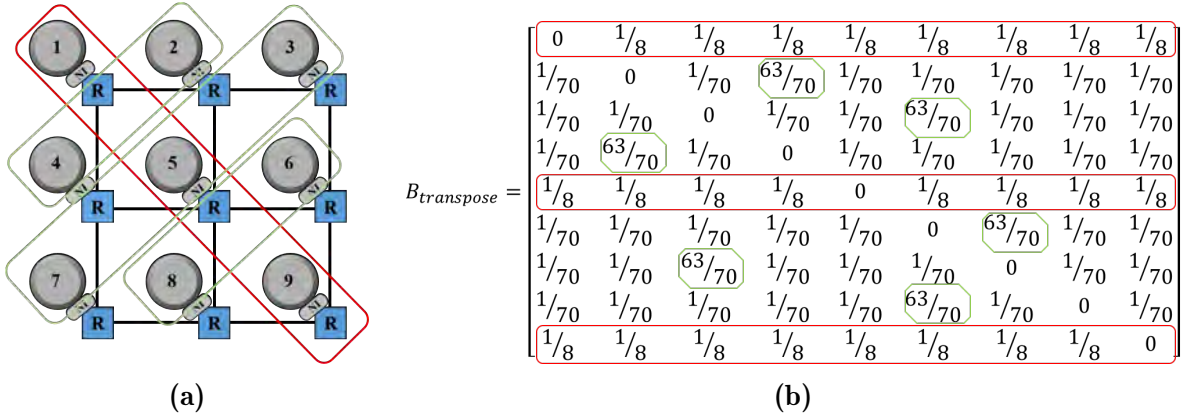 1 2 3
NI NI NI
R R R
4 5 6
NI NI NI
R R R
7 8 9
NI NI NI
R R R
(a)
0 1/8 1/8 1/8 1/8 1/8 1/8 1/8 1/8
1/70 0 1/70 63/70 1/70 1/70 1/70 1/70 1/70
1/70 1/70 0 1/70 1/70 63/70 1/70 1/70 1/70
1/70 63/70 1/70 0 1/70 1/70 1/70 1/70 1/70
B_transpose = 1/8 1/8 1/8 1/8 0 1/8 1/8 1/8 1/8
1/70 1/70 1/70 1/70 1/70 0 63/70 1/70 1/70
1/70 1/70 63/70 1/70 1/70 1/70 0 1/70 1/70
1/70 1/70 1/70 1/70 1/70 63/70 1/70 0 1/70
1/8 1/8 1/8 1/8 1/8 1/8 1/8 1/8 0
(b)